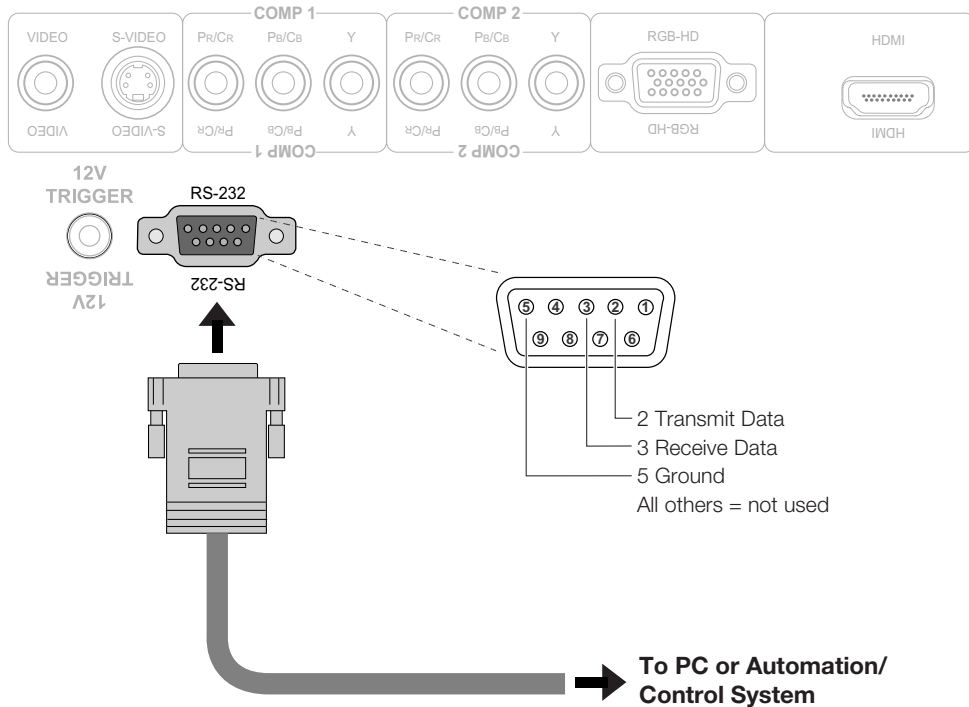 COMP 1 COMP 2
VIDEO S-VIDEO PR/CR PB/CB Y PR/CR PB/CB Y RGB-HD HDMI
VIDEO S-VIDEO PR/CR PB/CB Y PR/CR PB/CB Y RGB-HD HDMI
COMP 1 COMP 2
12V
TRIGGER
RS-232
RS-232
TRIGGER
12V
5 4 3 2 1
9 8 7 6
2 Transmit Data
3 Receive Data
5 Ground
All others = not used
To PC or Automation/
Control System